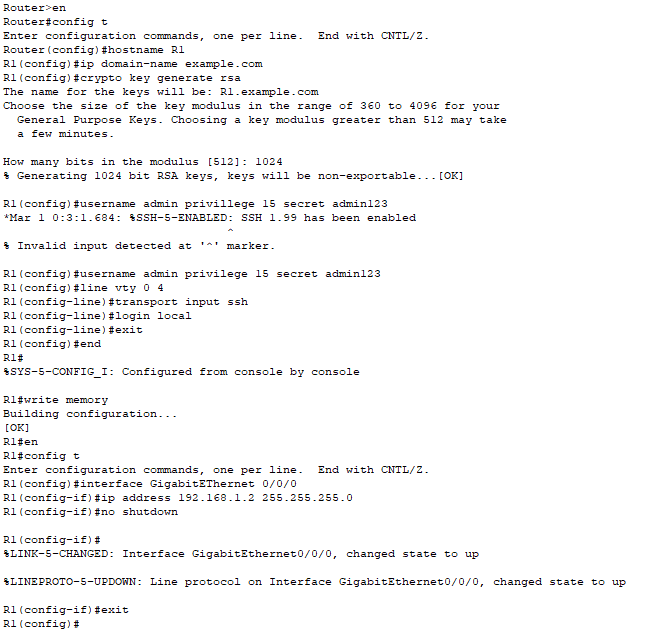 Router>en
Router#config t
Enter configuration commands, one per line.  End with CNTL/Z.
Router(config)#hostname R1
R1(config)#ip domain-name example.com
R1(config)#crypto key generate rsa
The name for the keys will be: R1.example.com
Choose the size of the key modulus in the range of 360 to 4096 for your
  General Purpose Keys. Choosing a key modulus greater than 512 may take
  a few minutes.

How many bits in the modulus [512]: 1024
% Generating 1024 bit RSA keys, keys will be non-exportable...[OK]

R1(config)#username admin privillege 15 secret admin123
*Mar 1 0:3:1.684: %SSH-5-ENABLED: SSH 1.99 has been enabled
                                  ^
% Invalid input detected at '^' marker.

R1(config)#username admin privilege 15 secret admin123
R1(config)#line vty 0 4
R1(config-line)#transport input ssh
R1(config-line)#login local
R1(config-line)#exit
R1(config)#end
R1#
%SYS-5-CONFIG_I: Configured from console by console

R1#write memory
Building configuration...
[OK]
R1#en
R1#config t
Enter configuration commands, one per line.  End with CNTL/Z.
R1(config)#interface GigabitEThernet 0/0/0
R1(config-if)#ip address 192.168.1.2 255.255.255.0
R1(config-if)#no shutdown

R1(config-if)#
%LINK-5-CHANGED: Interface GigabitEthernet0/0/0, changed state to up

%LINEPROTO-5-UPDOWN: Line protocol on Interface GigabitEthernet0/0/0, changed state to up

R1(config-if)#exit
R1(config)#